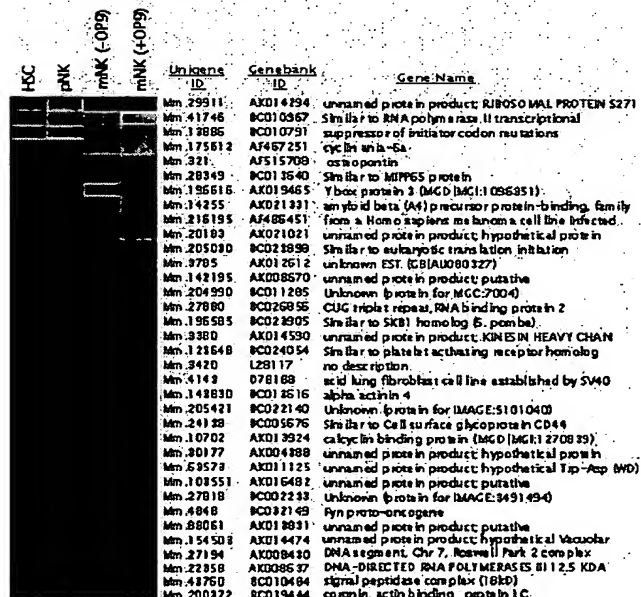 HSC
pNK
mNK (-OP9)
mNK (+OP9)
Unigene ID Genebank ID Gene Name
Mm.29911 AK014294 unnamed protein product; RIBOSOMAL PROTEIN S271
Mm.41746 BC010367 Similar to RNA polymerase II transcriptional
Mm.13886 BC010791 suppressor of initiator codon mutations
Mm.175612 AF467251 cyclin ania-6a
Mm.321 AF515708 osteopontin
Mm.28349 BC013640 Similar to MIPP65 protein
Mm.196616 AK019465 Y box protein 3 (MGD|MGI:1096351)
Mm.14255 AK021331 amyloid beta (A4) precursor protein-binding, family
Mm.216195 AF486451 from a Homo sapiens melanoma cell line infected
Mm.20183 AK021021 unnamed protein product; hypothetical protein
Mm.205030 BC023898 Similar to eukaryotic translation initiation
Mm.3785 AK012612 unknown EST. (GB|AU080327)
Mm.142195 AK008670 unnamed protein product; putative
Mm.204990 BC011285 Unknown (protein for MGC:7004)
Mm.27880 BC026856 CUG triplet repeat, RNA binding protein 2
Mm.196585 BC023905 Similar to SKB1 homolog (S. pombe)
Mm.3380 AK014530 unnamed protein product; KINESIN HEAVY CHAN
Mm.123648 BC024054 Similar to platelet activating receptor homolog
Mm.3420 L28117 no description
Mm.4143 D78188 acid lung fibroblast cell line established by SV40
Mm.143830 BC013616 alpha actinin 4
Mm.205421 BC022140 Unknown (protein for IMAGE:5101040)
Mm.24138 BC005676 Similar to Cell surface glycoprotein CD44
Mm.10702 AK013924 calcyclin binding protein (MGD|MGI:1270839)
Mm.30177 AK004388 unnamed protein product; hypothetical protein
Mm.69573 AK011125 unnamed protein product; hypothetical Trp-Asp (WD)
Mm.103551 AK016482 unnamed protein product; putative
Mm.27818 BC002233 Unknown (protein for IMAGE:3491494)
Mm.4848 BC032149 Fyn proto-oncogene
Mm.88061 AK013831 unnamed protein product; putative
Mm.154503 AK014474 unnamed protein product; hypothetical Vacuolar
Mm.27194 AK008430 DNA segment, Chr 7, Roswell Park 2 complex
Mm.22858 AK008637 DNA-DIRECTED RNA POLYMERASES III 12.5 KDA
Mm.43760 BC010484 signal peptidase complex (18kD)
Mm.200372 BC019444 coronin, actin binding protein 1C